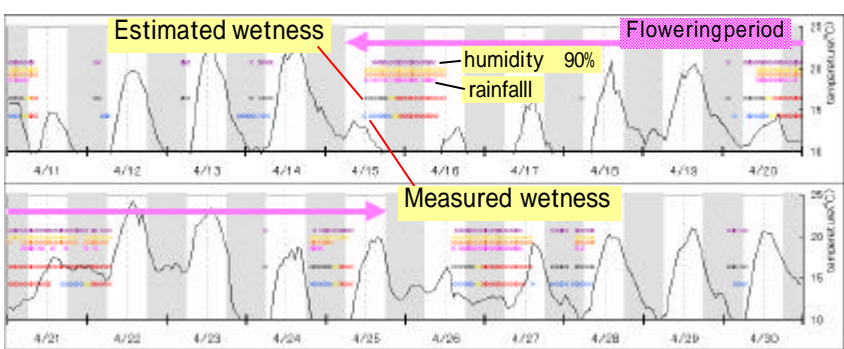 Estimated wetness
Floweringperiod
humidity 90%
rainfalll
25
20
15
10
temperature(°C)
4/11 4/12 4/13 4/14 4/15 4/16 4/17 4/18 4/19 4/20
Measured wetness
25
20
15
10
temperature(°C)
4/21 4/22 4/23 4/24 4/25 4/26 4/27 4/28 4/29 4/30